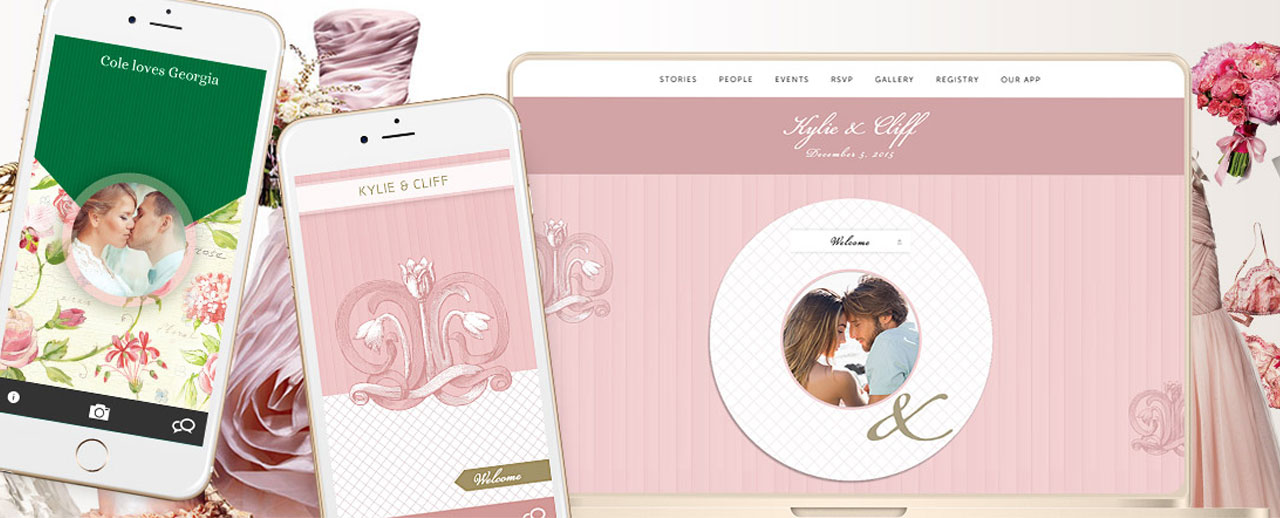 Cole loves Georgia
KYLIE & CLIFF
Welcome
STORIES PEOPLE EVENTS RSVP GALLERY REGISTRY OUR APP
Kylie & Cliff
December 5, 2015
Welcome
&